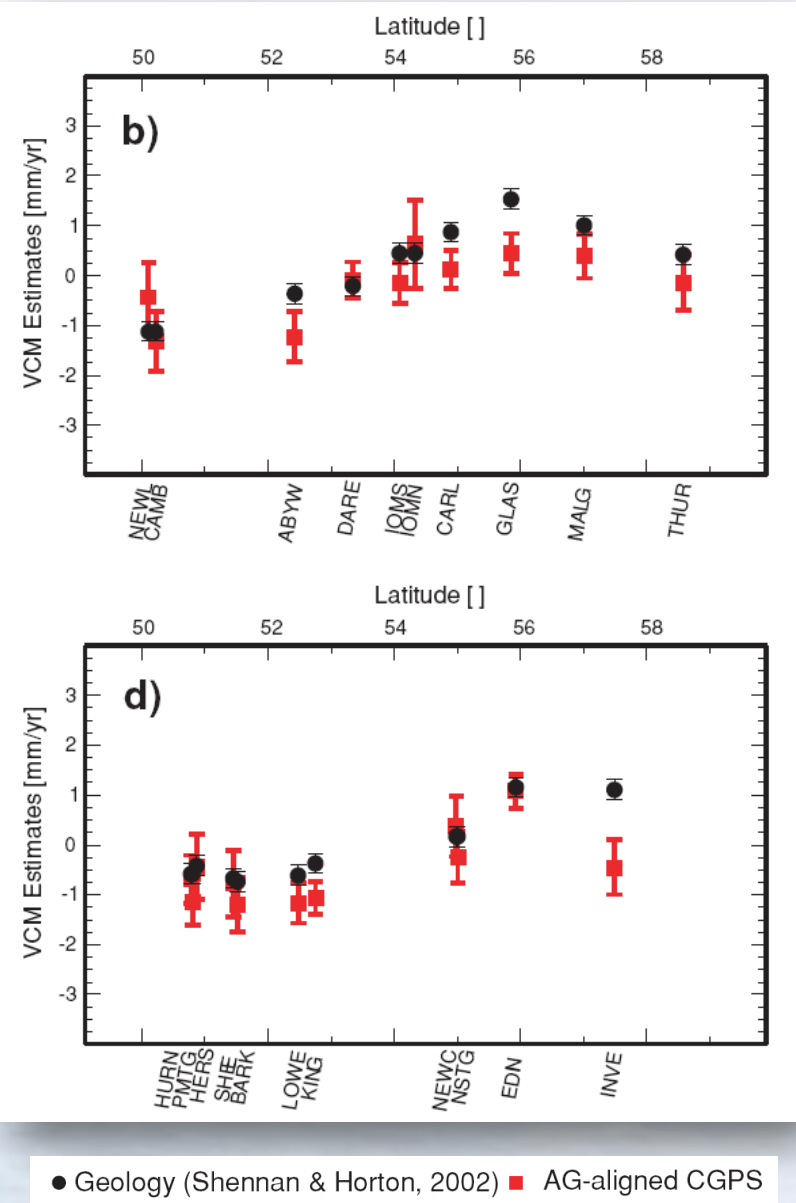 Latitude [ ]
50 52 54 56 58
b)
VCM Estimates [mm/yr]
3
2
1
0
-1
-2
-3
NEWL CAMB ABYW DARE IOMS IOMN CARL GLAS MALG THUR
Latitude [ ]
50 52 54 56 58
d)
VCM Estimates [mm/yr]
3
2
1
0
-1
-2
-3
HURN PMTG HERS SHEE BARK LOWE KING NEWC NSTG EDN INVE
Geology (Shennan & Horton, 2002) AG-aligned CGPS